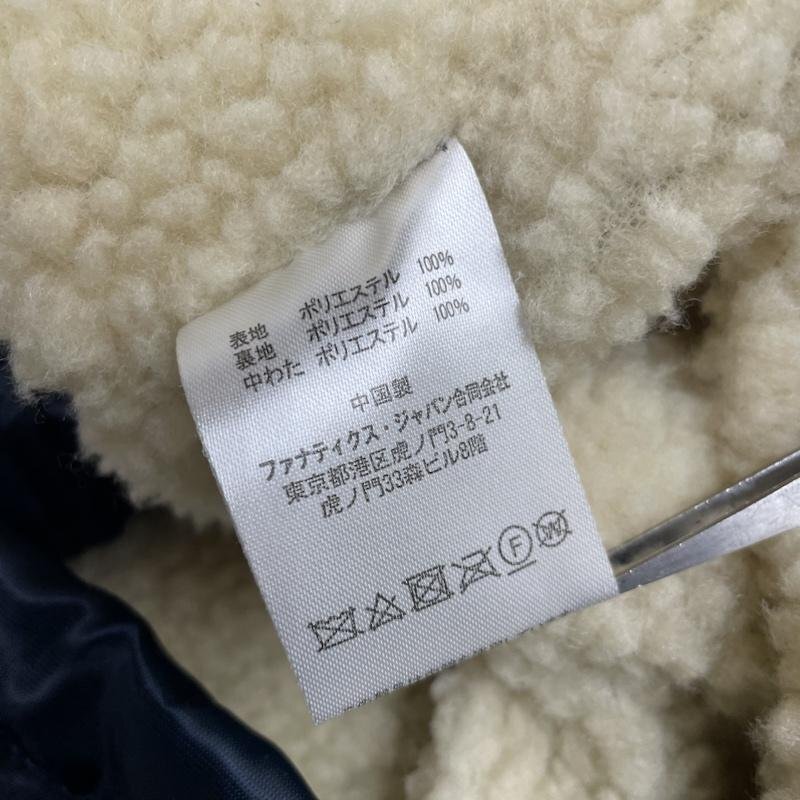 表地 ポリエステル 100%
裏地 ポリエステル 100%
中わた ポリエステル 100%
中国製
ファナティクス・ジャパン合同会社
東京都港区虎ノ門3-8-21
虎ノ門33森ビル8階
F W